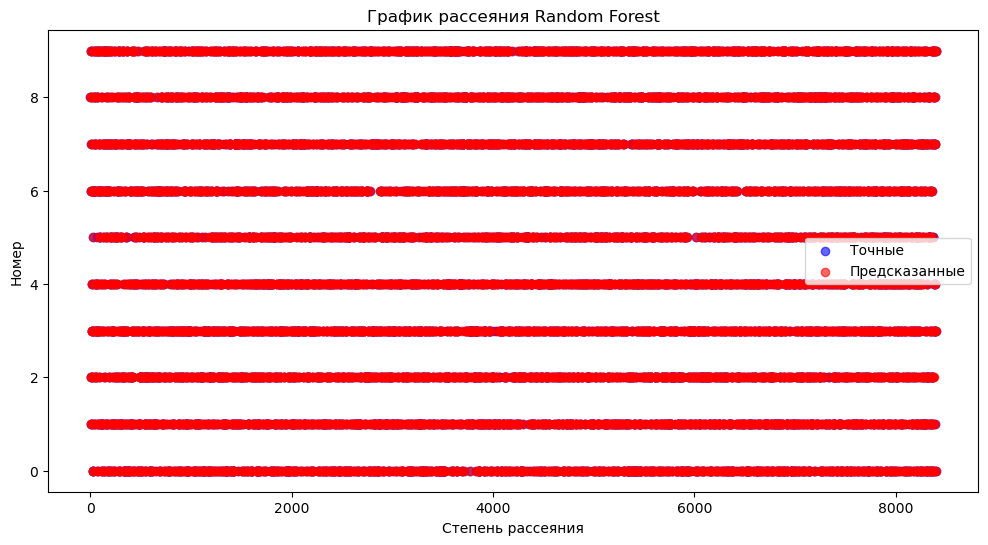 График рассеяния Random Forest
Номер
8
6
4
2
0
Точные
Предсказанные
0 2000 4000 6000 8000
Степень рассеяния